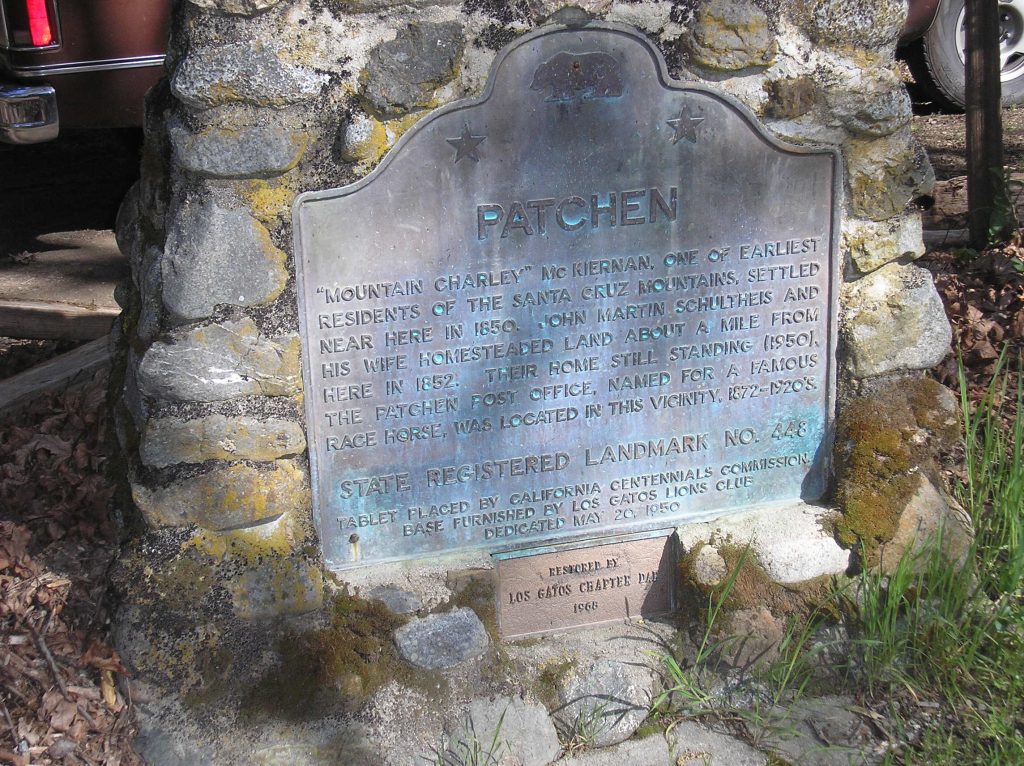 PATCHEN
"MOUNTAIN CHARLEY" McKIERNAN, ONE OF EARLIEST
RESIDENTS OF THE SANTA CRUZ MOUNTAINS, SETTLED
NEAR HERE IN 1850. JOHN MARTIN SCHULTHEIS AND
HIS WIFE HOMESTEADED LAND ABOUT A MILE FROM
HERE IN 1852. THEIR HOME STILL STANDING (1950).
THE PATCHEN POST OFFICE, NAMED FOR A FAMOUS
RACE HORSE, WAS LOCATED IN THIS VICINITY, 1872-1920'S.
STATE REGISTERED LANDMARK NO. 448
TABLET PLACED BY CALIFORNIA CENTENNIALS COMMISSION.
BASE FURNISHED BY LOS GATOS LIONS CLUB
DEDICATED MAY 20, 1950
RESTORED BY
LOS GATOS CHAPTER DAR
1968